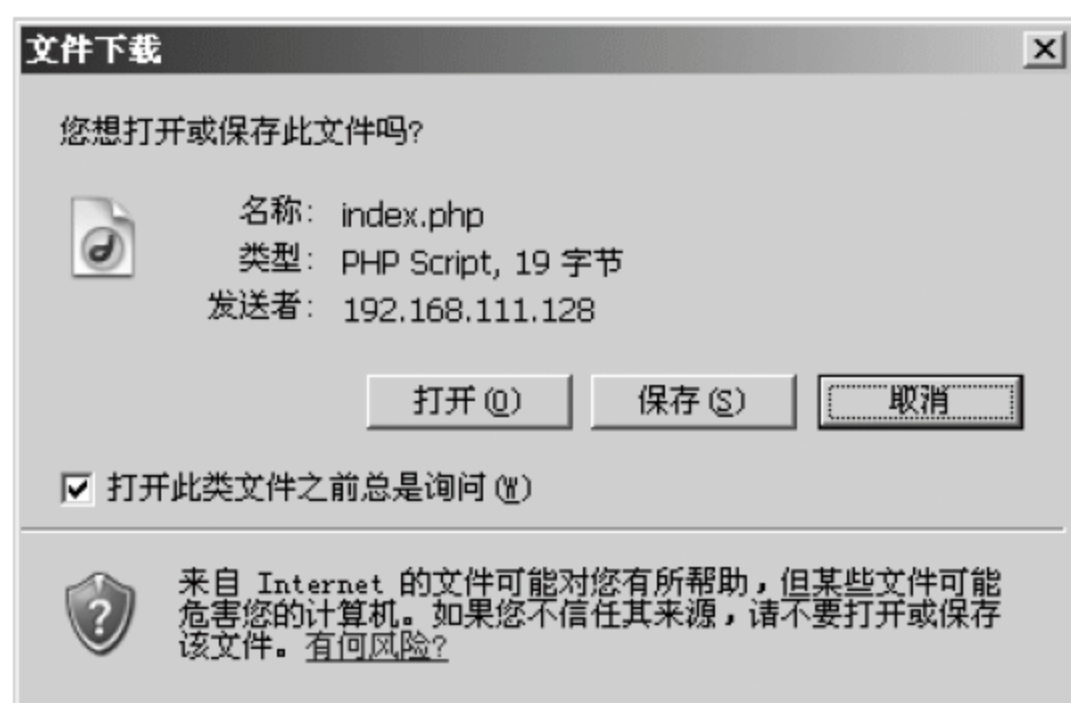 文件下载
您想打开或保存此文件吗?
名称: index.php
类型: PHP Script, 19 字节
发送者: 192.168.111.128
打开(O) 保存(S) 取消
打开此类文件之前总是询问(W)
来自 Internet 的文件可能对您有所帮助，但某些文件可能
危害您的计算机。如果您不信任其来源，请不要打开或保存
该文件。有何风险?